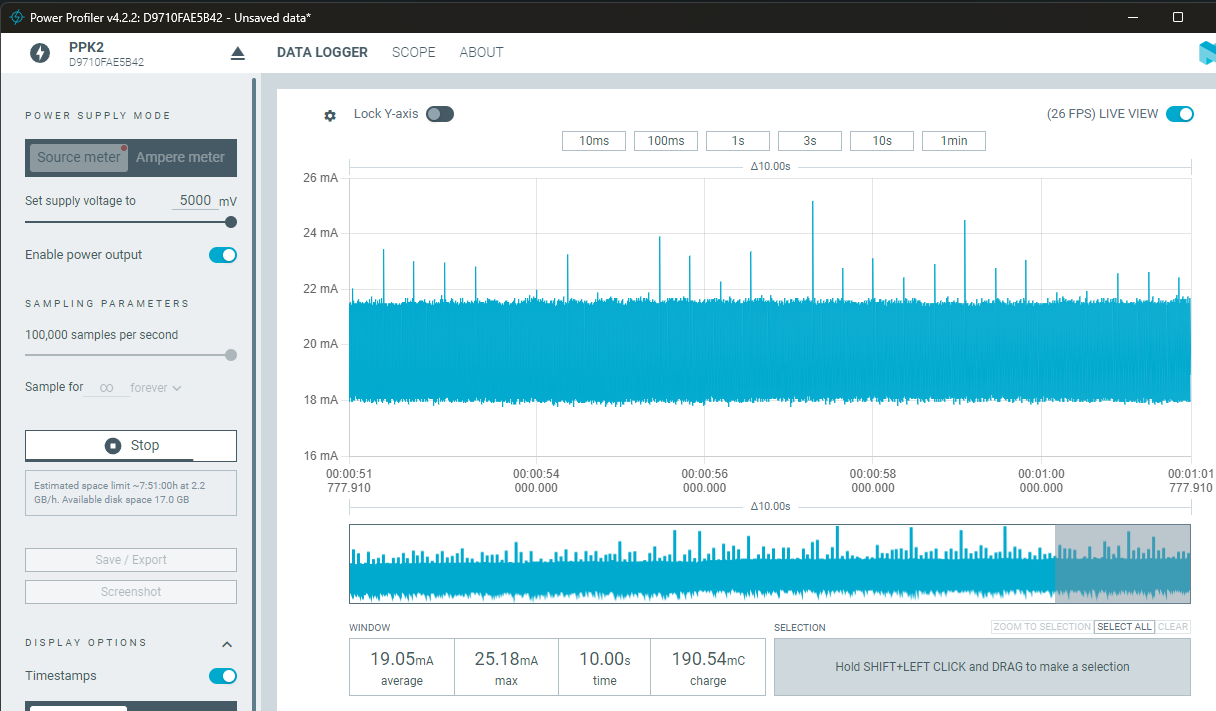 Power Profiler v4.2.2: D9710FAE5B42 - Unsaved data*
PPK2
D9710FAE5B42
DATA LOGGER
SCOPE
ABOUT
POWER SUPPLY MODE
Source meter
Ampere meter
Set supply voltage to 5000 mV
Enable power output
SAMPLING PARAMETERS
100,000 samples per second
Sample for ∞ forever
Stop
Estimated space limit ~7:51:00h at 2.2
GB/h. Available disk space 17.0 GB
Save / Export
Screenshot
DISPLAY OPTIONS
Timestamps
Lock Y-axis
(26 FPS) LIVE VIEW
10ms
100ms
1s
3s
10s
1min
Δ10.00s
26 mA
24 mA
22 mA
20 mA
18 mA
16 mA
00:00:51
777.910
00:00:54
000.000
00:00:56
000.000
00:00:58
000.000
00:01:00
000.000
00:01:01
777.910
Δ10.00s
WINDOW
19.05mA
average
25.18mA
max
10.00s
time
190.54mC
charge
SELECTION
ZOOM TO SELECTION
SELECT ALL
CLEAR
Hold SHIFT+LEFT CLICK and DRAG to make a selection